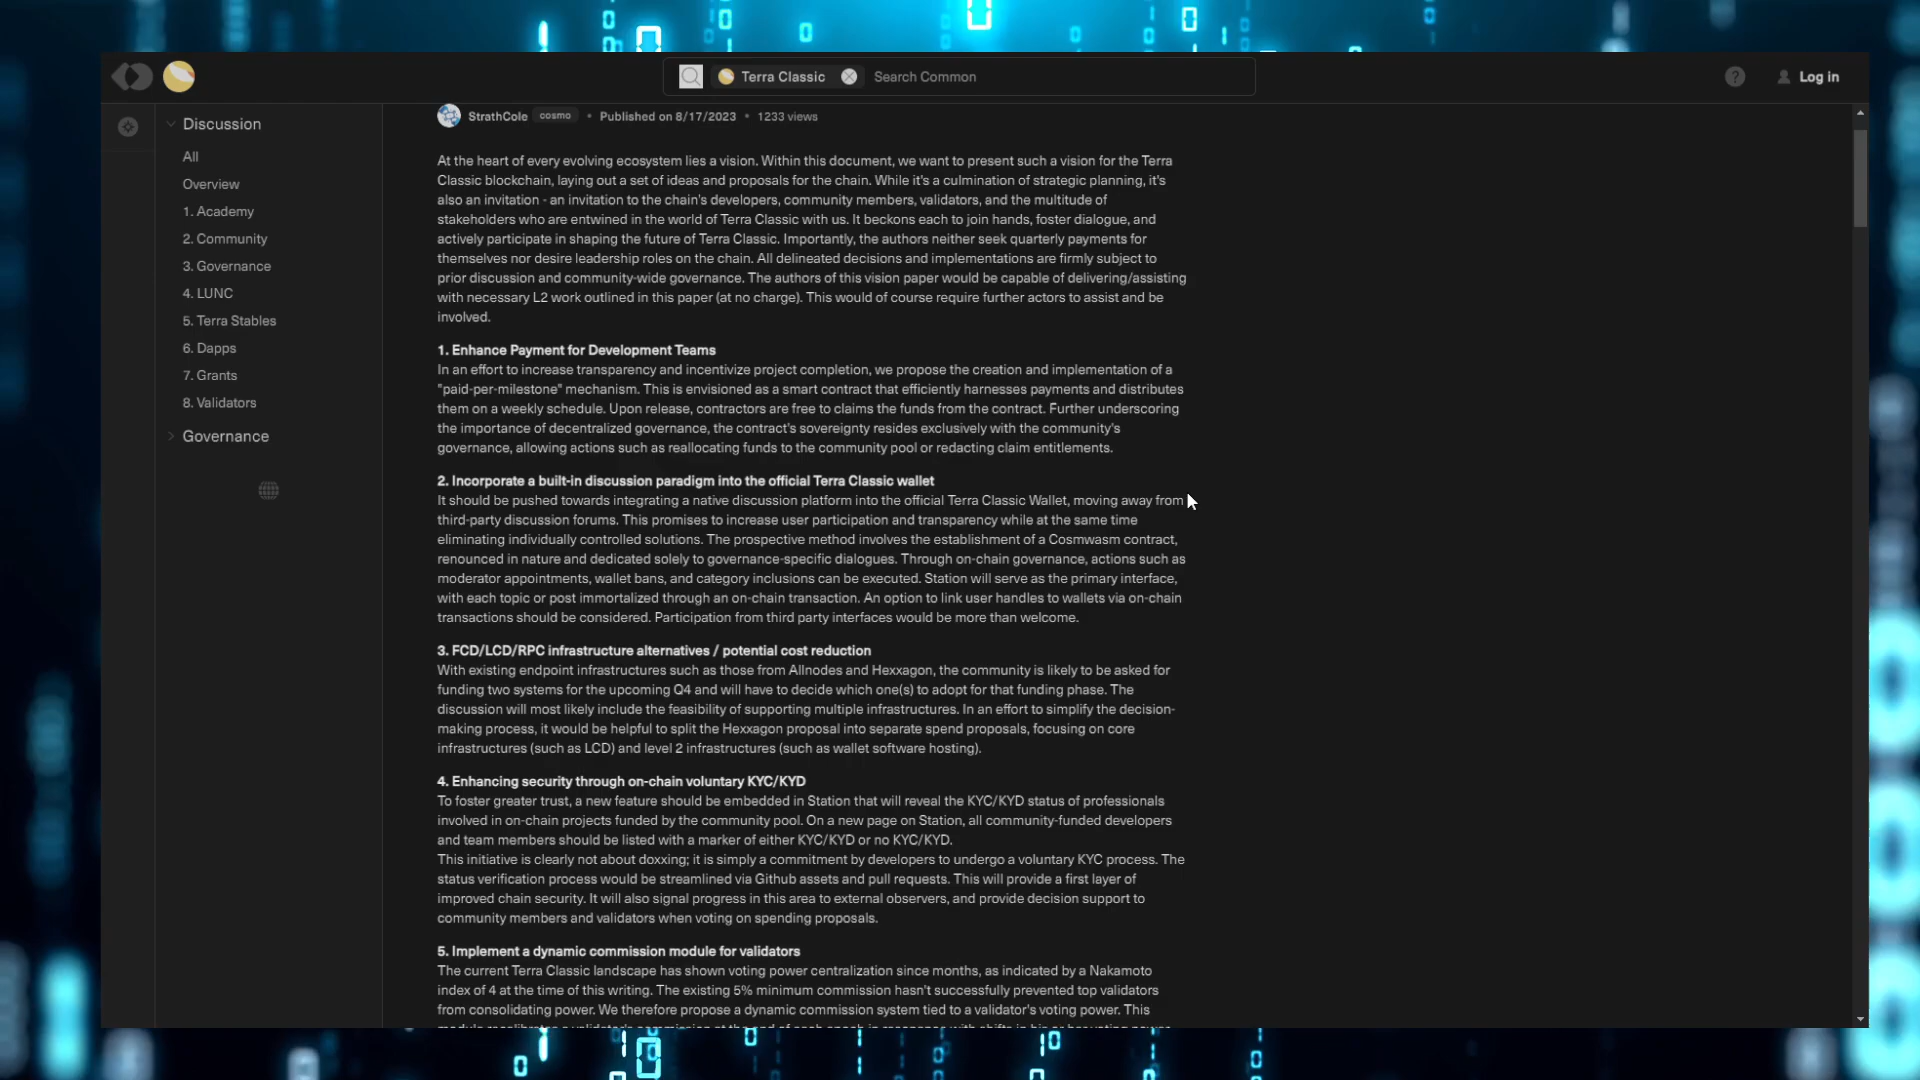 Terra Classic
Search Common
Log in
Discussion
All
Overview
1. Academy
2. Community
3. Governance
4. LUNC
5. Terra Stables
6. Dapps
7. Grants
8. Validators
Governance
StrathCole cosmo • Published on 8/17/2023 • 1233 views
At the heart of every evolving ecosystem lies a vision. Within this document, we want to present such a vision for the Terra
Classic blockchain, laying out a set of ideas and proposals for the chain. While it's a culmination of strategic planning, it's
also an invitation - an invitation to the chain's developers, community members, validators, and the multitude of
stakeholders who are entwined in the world of Terra Classic with us. It beckons each to join hands, foster dialogue, and
actively participate in shaping the future of Terra Classic. Importantly, the authors neither seek quarterly payments for
themselves nor desire leadership roles on the chain. All delineated decisions and implementations are firmly subject to
prior discussion and community-wide governance. The authors of this vision paper would be capable of delivering/assisting
with necessary L2 work outlined in this paper (at no charge). This would of course require further actors to assist and be
involved.
1. Enhance Payment for Development Teams
In an effort to increase transparency and incentivize project completion, we propose the creation and implementation of a
"paid-per-milestone" mechanism. This is envisioned as a smart contract that efficiently harnesses payments and distributes
them on a weekly schedule. Upon release, contractors are free to claims the funds from the contract. Further underscoring
the importance of decentralized governance, the contract's sovereignty resides exclusively with the community's
governance, allowing actions such as reallocating funds to the community pool or redacting claim entitlements.
2. Incorporate a built-in discussion paradigm into the official Terra Classic wallet
It should be pushed towards integrating a native discussion platform into the official Terra Classic Wallet, moving away from
third-party discussion forums. This promises to increase user participation and transparency while at the same time
eliminating individually controlled solutions. The prospective method involves the establishment of a Cosmwasm contract,
renounced in nature and dedicated solely to governance-specific dialogues. Through on-chain governance, actions such as
moderator appointments, wallet bans, and category inclusions can be executed. Station will serve as the primary interface,
with each topic or post immortalized through an on-chain transaction. An option to link user handles to wallets via on-chain
transactions should be considered. Participation from third party interfaces would be more than welcome.
3. FCD/LCD/RPC infrastructure alternatives / potential cost reduction
With existing endpoint infrastructures such as those from Allnodes and Hexxagon, the community is likely to be asked for
funding two systems for the upcoming Q4 and will have to decide which one(s) to adopt for that funding phase. The
discussion will most likely include the feasibility of supporting multiple infrastructures. In an effort to simplify the decision-
making process, it would be helpful to split the Hexxagon proposal into separate spend proposals, focusing on core
infrastructures (such as LCD) and level 2 infrastructures (such as wallet software hosting).
4. Enhancing security through on-chain voluntary KYC/KYD
To foster greater trust, a new feature should be embedded in Station that will reveal the KYC/KYD status of professionals
involved in on-chain projects funded by the community pool. On a new page on Station, all community-funded developers
and team members should be listed with a marker of either KYC/KYD or no KYC/KYD.
This initiative is clearly not about doxxing; it is simply a commitment by developers to undergo a voluntary KYC process. The
status verification process would be streamlined via Github assets and pull requests. This will provide a first layer of
improved chain security. It will also signal progress in this area to external observers, and provide decision support to
community members and validators when voting on spending proposals.
5. Implement a dynamic commission module for validators
The current Terra Classic landscape has shown voting power centralization since months, as indicated by a Nakamoto
index of 4 at the time of this writing. The existing 5% minimum commission hasn't successfully prevented top validators
from consolidating power. We therefore propose a dynamic commission system tied to a validator's voting power. This